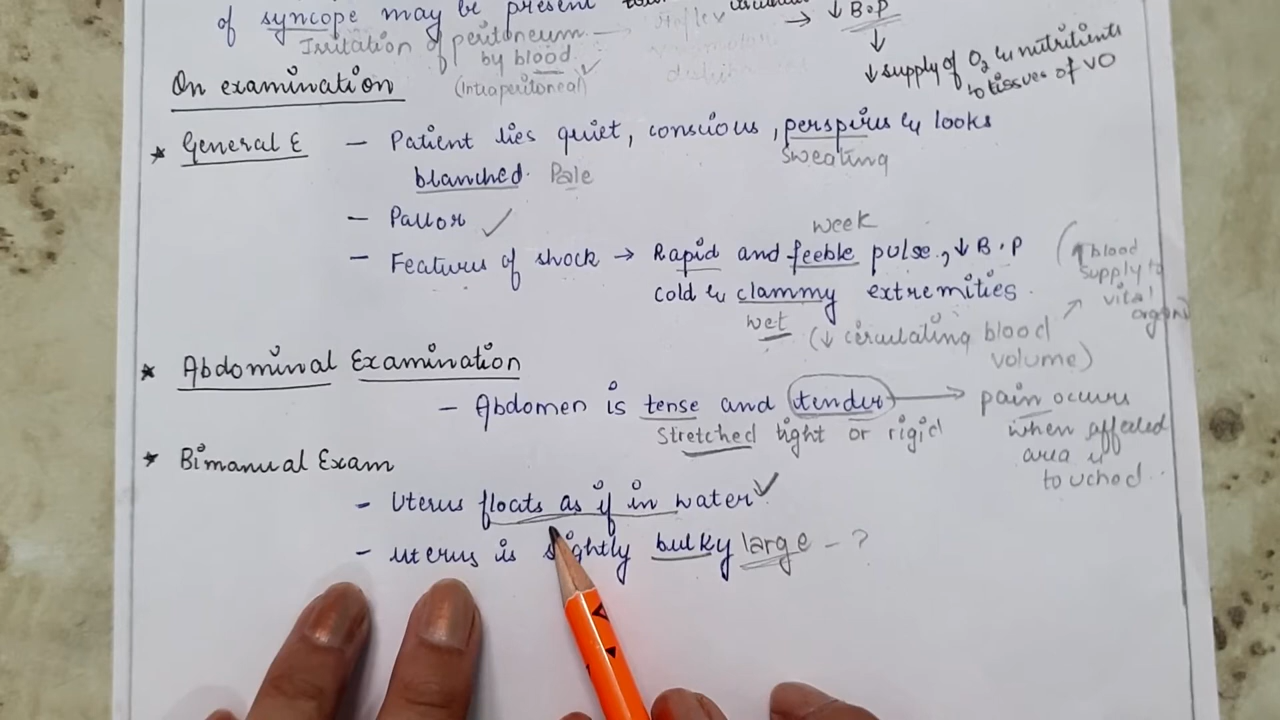 of syncope may be present
reflex
→ ↓ B.P
Irritation of peritoneum
by blood.
(Intraperitoneal)
↓ supply of O2 & nutritients
to tissues of VO
On examination
* General E – Patient lies quiet, conscious, perspires & looks
Sweating
blanched. Pale
– Pallor ✓
week
– Features of shock → Rapid and feeble pulse, ↓ B.P
cold & clammy extremities.
wet (↓ circulating blood
volume)
blood
supply to
vital
organs
* Abdominal Examination
– Abdomen is tense and tender → pain occurs
Stretched tight or rigid
when affected
area is
touched.
* Bimanual Exam
– Uterus floats as if in water ✓
– uterus is slightly bulky large – ?